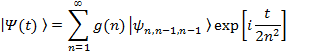 |Ψ(t) ⟩ = ∑_{n=1}^{∞} g(n) |ψ_{n,n−1,n−1} ⟩ exp[i t/2n²]